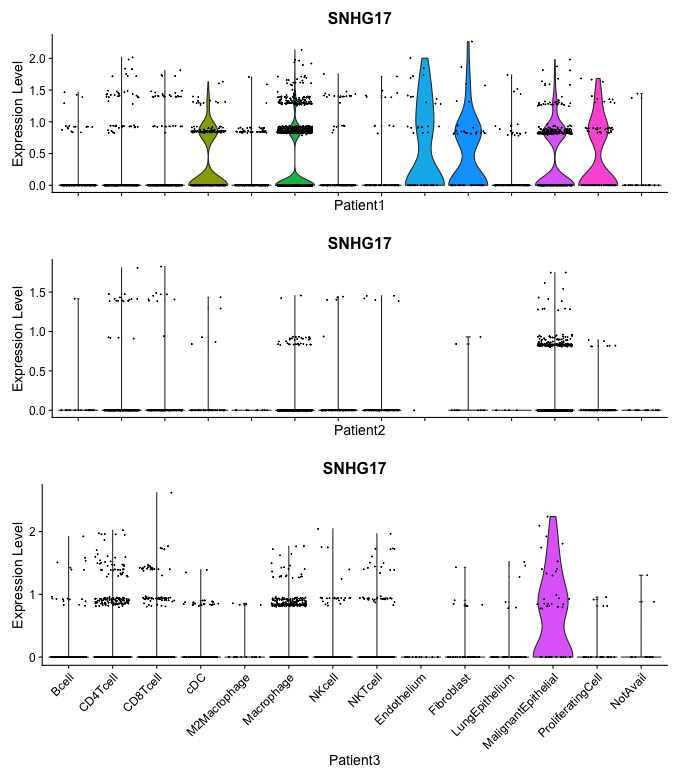 SNHG17
Expression Level
2.0
1.5
1.0
0.5
0.0
Patient1
SNHG17
Expression Level
1.5
1.0
0.5
0.0
Patient2
SNHG17
Expression Level
2
1
0
Bcell
CD4Tcell
CD8Tcell
cDC
M2Macrophage
Macrophage
NKcell
NKTcell
Endothelium
Fibroblast
LungEpithelium
MalignantEpithelial
ProliferatingCell
NotAvail
Patient3